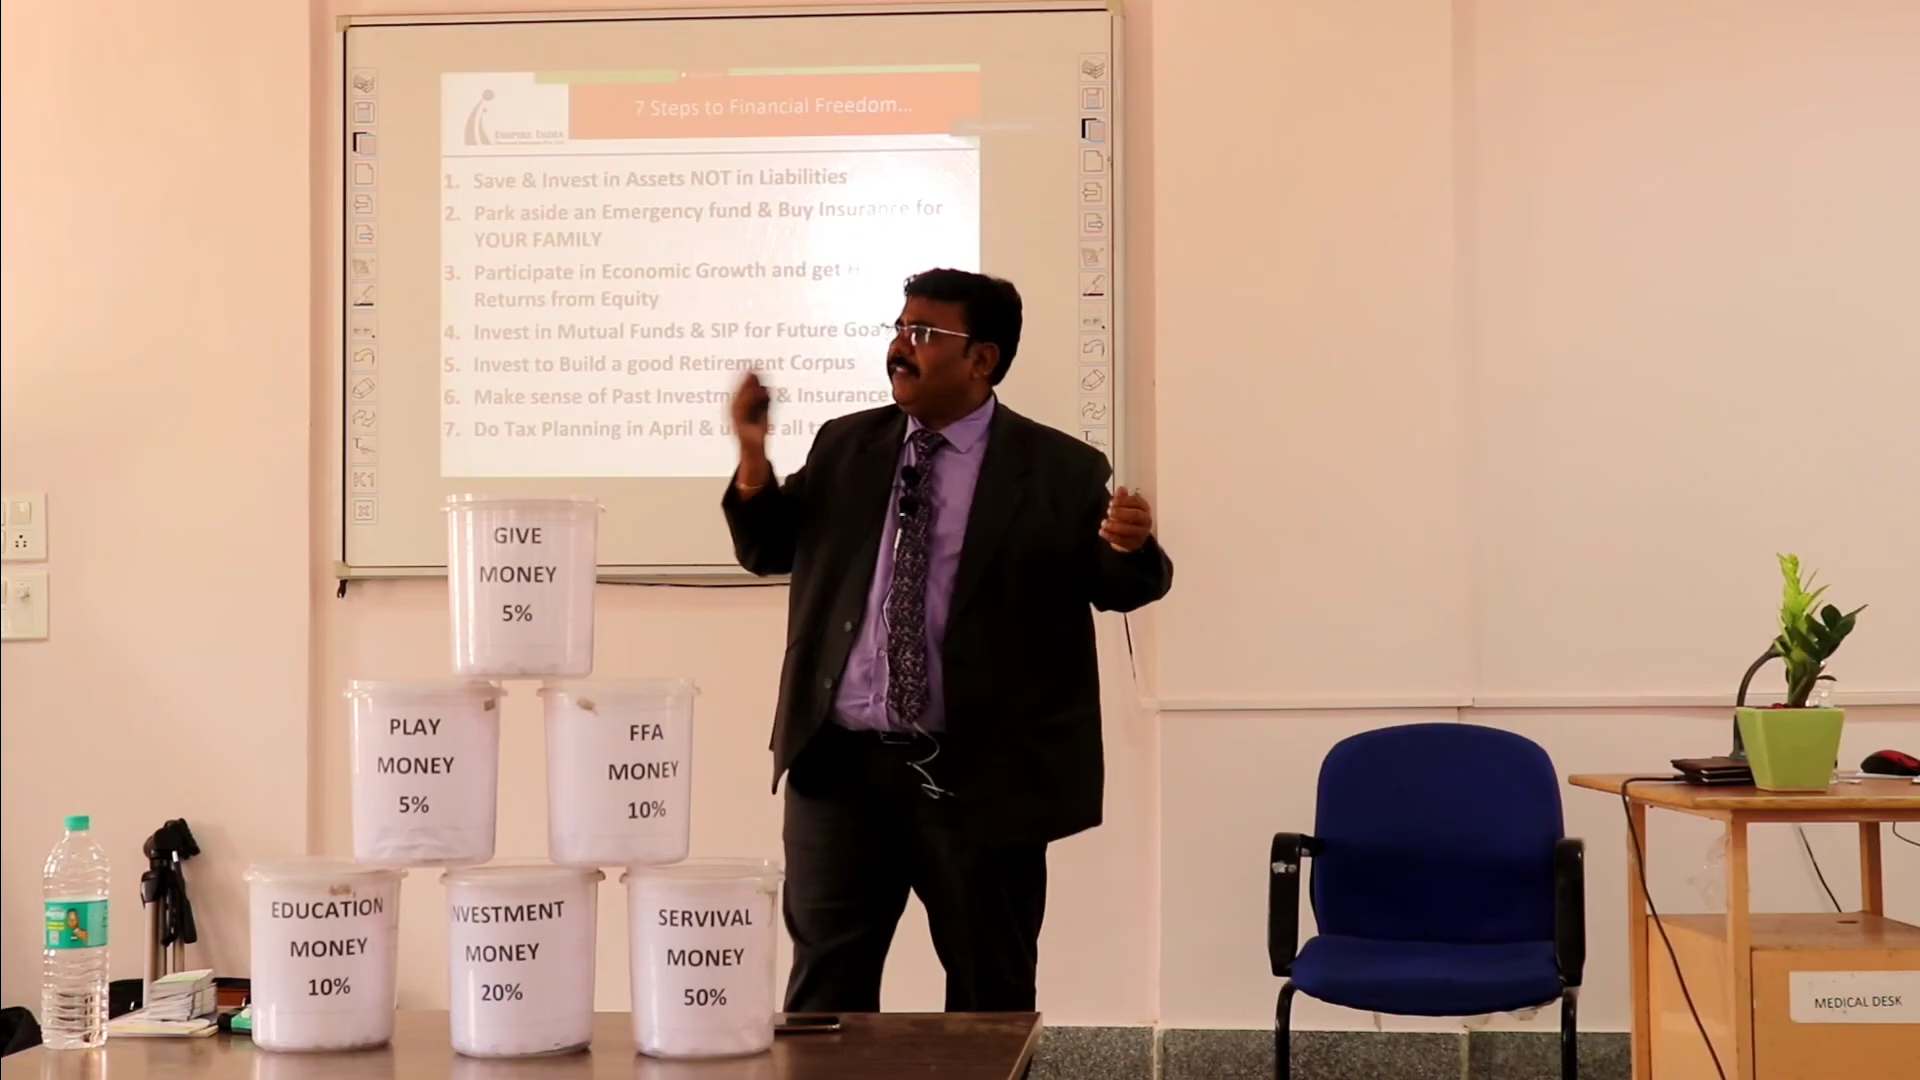 7 Steps to Financial Freedom...
INSPIRE INDIA
1. Save & Invest in Assets NOT in Liabilities
2. Park aside an Emergency fund & Buy Insurance for
YOUR FAMILY
3. Participate in Economic Growth and get
Returns from Equity
4. Invest in Mutual Funds & SIP for Future
5. Invest to Build a good Retirement Corpus
6. Make sense of Past & Insurance
7. Do Tax Planning in April & all
K1
GIVE
MONEY
5%
PLAY
MONEY
5%
FFA
MONEY
10%
EDUCATION
MONEY
10%
NVESTMENT
MONEY
20%
SERVIVAL
MONEY
50%
MEDICAL DESK